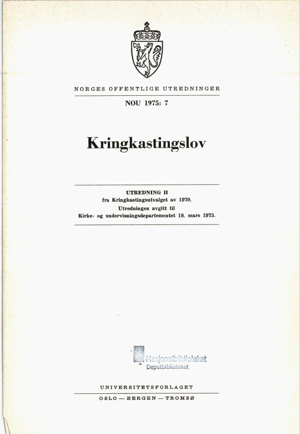 NORGES OFFENTLIGE UTREDNINGER
NOU 1975: 7
Kringkastingslov
UTREDNING II
fra Kringkastingsutvalget av 1970.
Utredningen avgitt til
Kirke- og undervisningsdepartementet 18. mars 1975.
Nasjonalbiblioteket
Depotbiblioteket
UNIVERSITETSFORLAGET
OSLO — BERGEN — TROMSØ